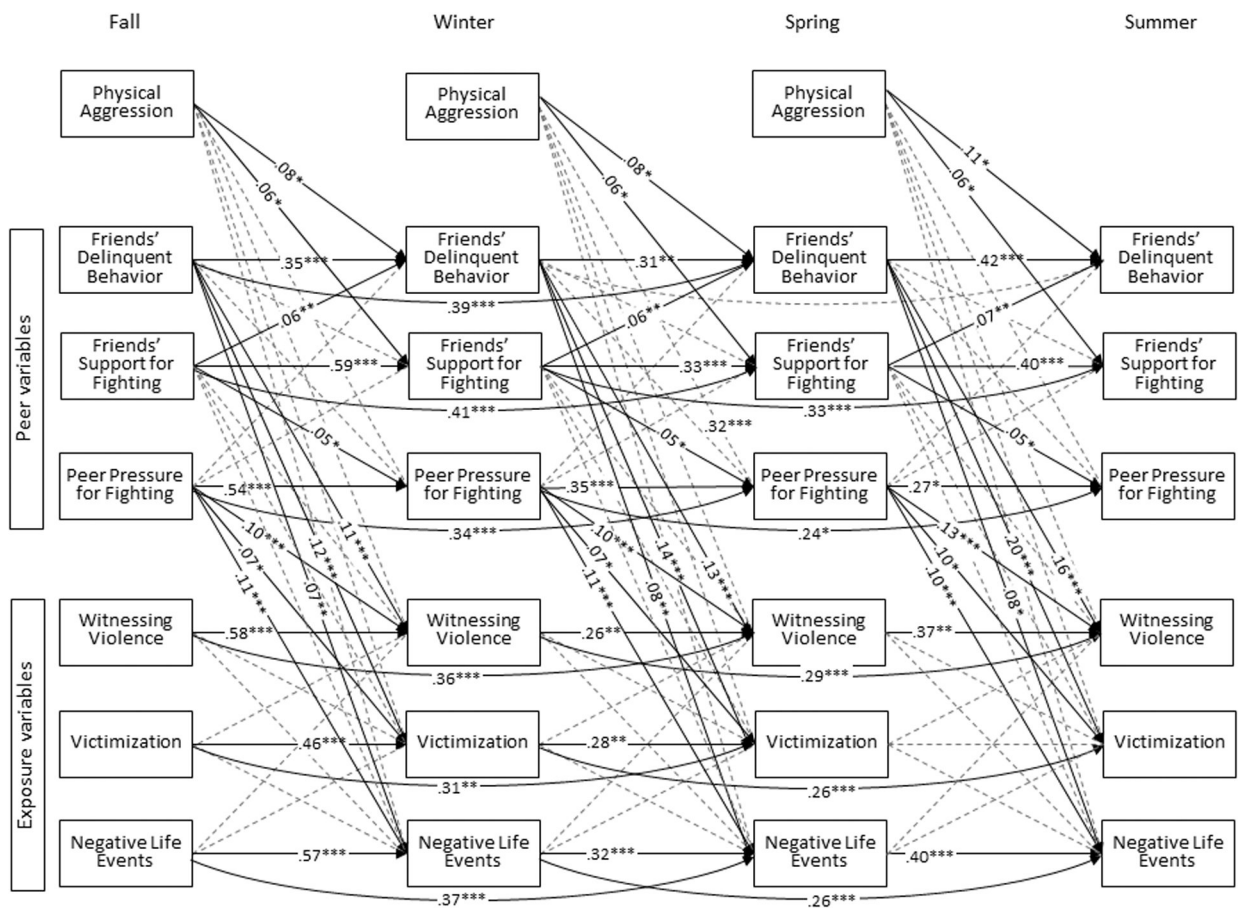 Fall
Winter
Spring
Summer
Physical
Aggression
Physical
Aggression
Physical
Aggression
.08*
.06*
.08*
.06*
.11*
.06*
Peer variables
Friends’
Delinquent
Behavior
Friends’
Delinquent
Behavior
Friends’
Delinquent
Behavior
Friends’
Delinquent
Behavior
.35***
.31**
.42***
.39***
.06**
.06**
.07**
Friends’
Support for
Fighting
Friends’
Support for
Fighting
Friends’
Support for
Fighting
Friends’
Support for
Fighting
.59***
.33***
.40***
.41***
.33***
.32***
.05*
.05*
.05*
Peer Pressure
for Fighting
Peer Pressure
for Fighting
Peer Pressure
for Fighting
Peer Pressure
for Fighting
.54***
.35***
.27*
.34***
.24*
.10***
.07*
.11***
.12***
.11***
.07**
.10***
.07*
.11***
.14***
.13***
.08**
.13***
.10*
.10***
.20***
.16***
.08*
Exposure variables
Witnessing
Violence
Witnessing
Violence
Witnessing
Violence
Witnessing
Violence
.58***
.26**
.37**
.36***
.29***
Victimization
Victimization
Victimization
Victimization
.46***
.28**
.31**
.26***
Negative Life
Events
Negative Life
Events
Negative Life
Events
Negative Life
Events
.57***
.32***
.40***
.37***
.26***